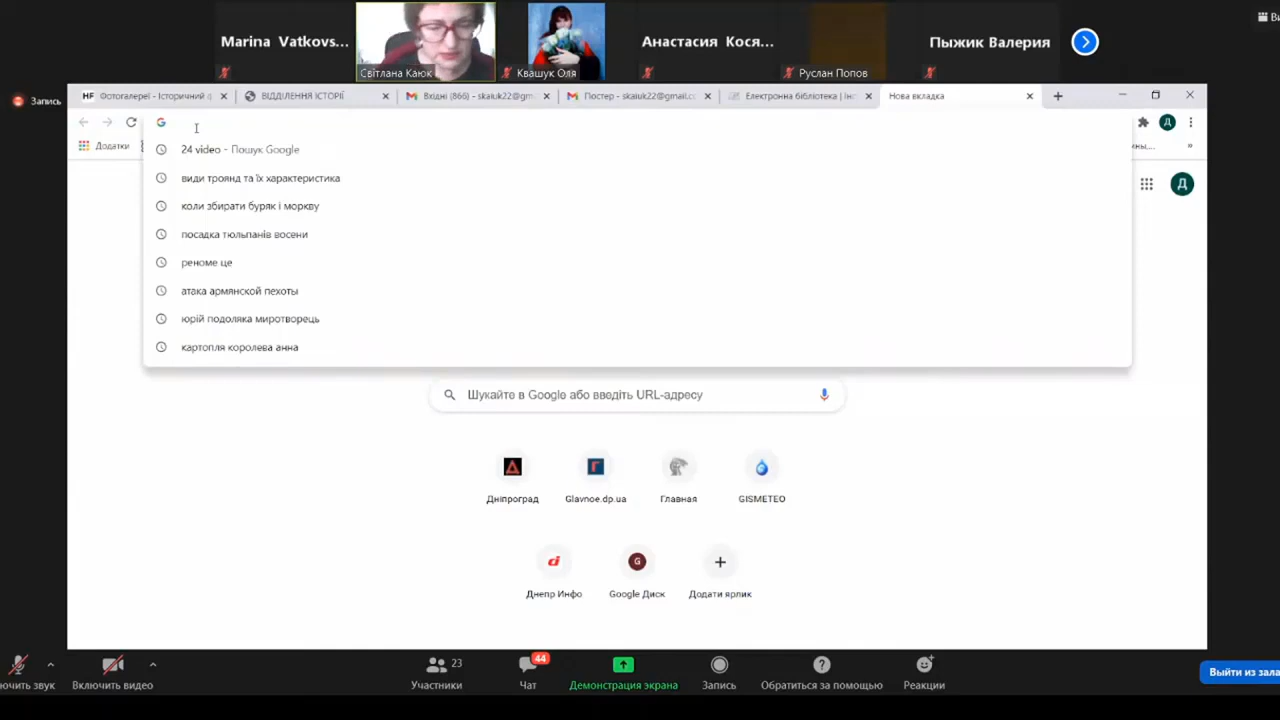 Marina Vatkovs...
Світлана Каюк
Квашук Оля
Анастасия Кося...
Руслан Попов
Пыжик Валерия
Запись
Фотогалереї - Історичний ф
ВІДДІЛЕННЯ ІСТОРІЇ
Вхідні (866) - skaiuk22@gm
Постер - skaiuk22@gmail.cc
Електронна бібліотека | Інс
Нова вкладка
Додатки
24 video - Пошук Google
види троянд та їх характеристика
коли збирати буряк і моркву
посадка тюльпанів восени
реноме це
атака армянской пехоты
юрій подоляка миротворець
картопля королева анна
Д
Д
Шукайте в Google або введіть URL-адресу
Дніпроград
Glavnoe.dp.ua
Главная
GISMETEO
Днепр Инфо
Google Диск
Додати ярлик
ючить звук
Включить видео
Участники 23
Чат 44
Демонстрация экрана
Запись
Обратиться за помощью
Реакции
Выйти из зала